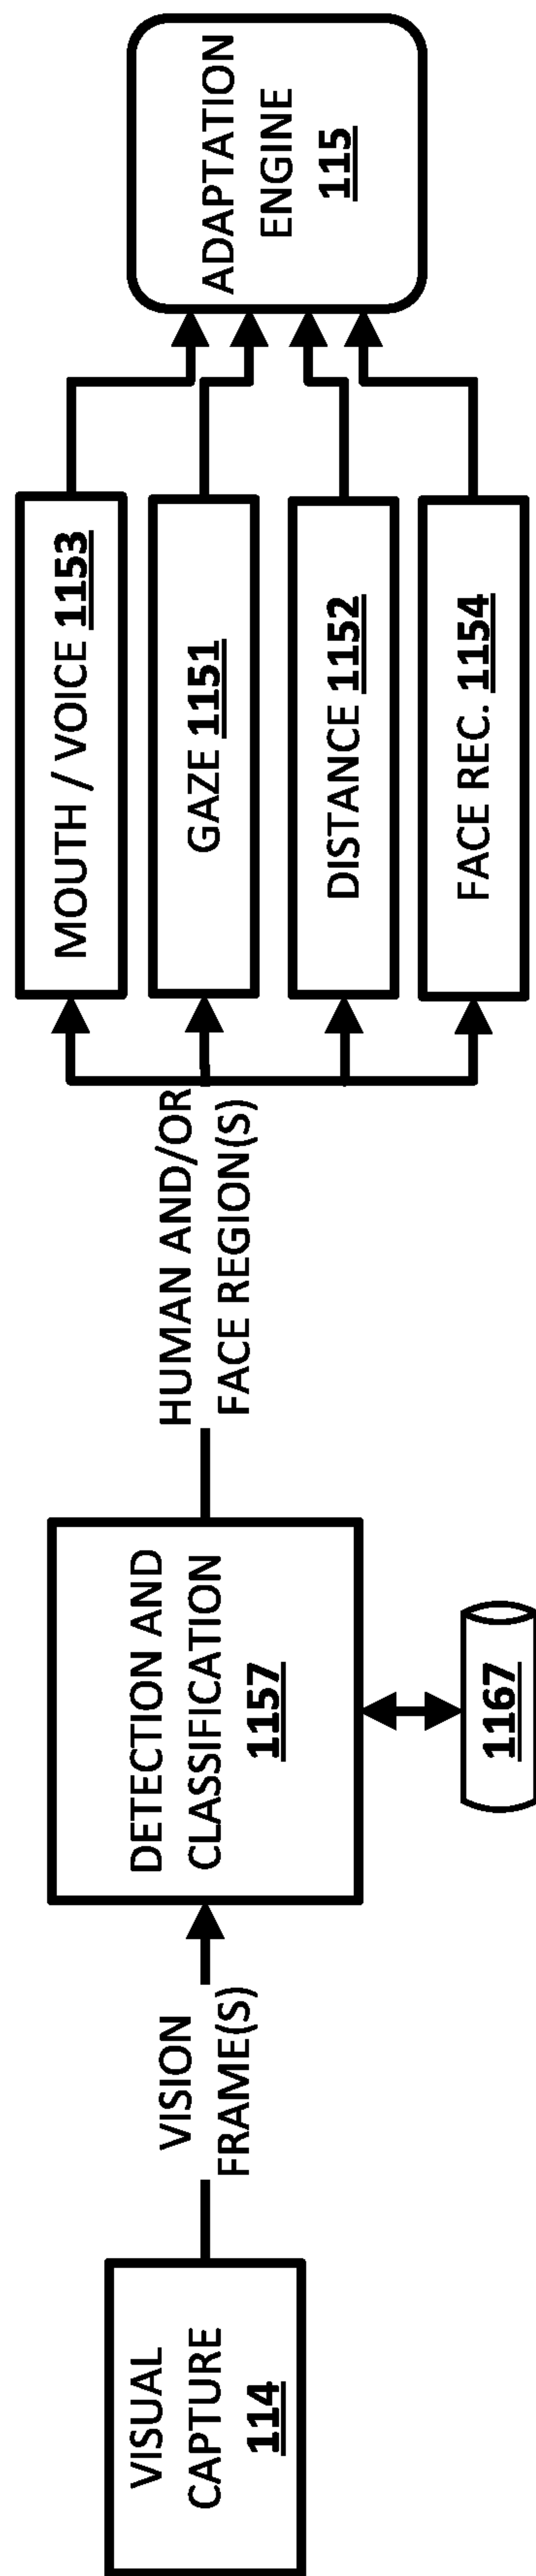 VISUAL
CAPTURE
114
VISION
FRAME(S)
DETECTION AND
CLASSIFICATION
1157
1167
HUMAN AND/OR
FACE REGION(S)
MOUTH / VOICE 1153
GAZE 1151
DISTANCE 1152
FACE REC. 1154
ADAPTATION
ENGINE
115